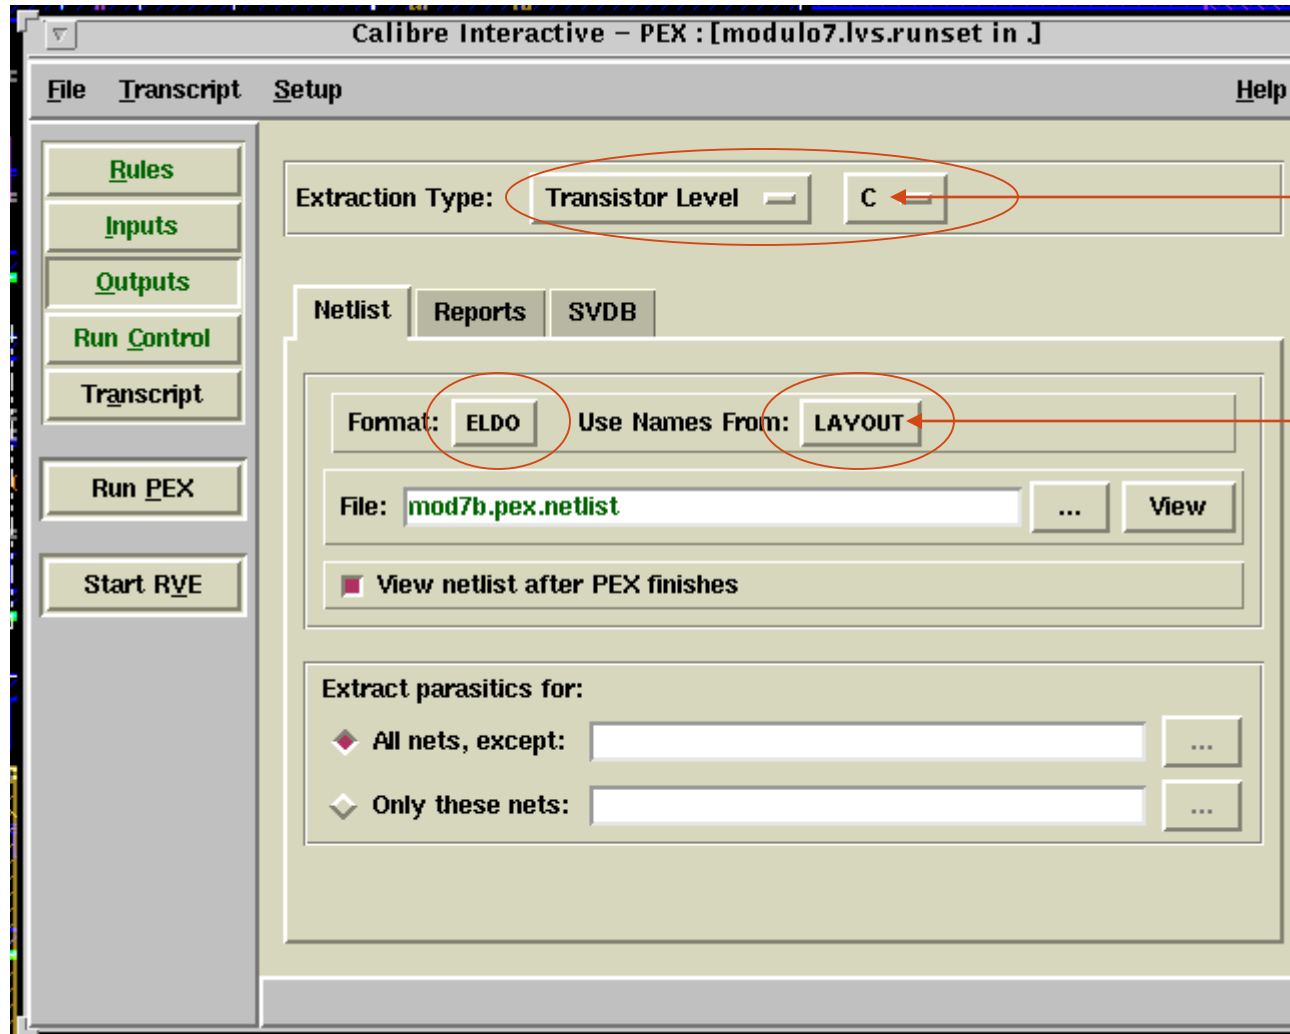 Calibre Interactive – PEX : [modulo7.lvs.runset in .]
File Transcript Setup Help
Rules
Inputs
Outputs
Run Control
Transcript
Run PEX
Start RVE
Extraction Type: Transistor Level C
Netlist Reports SVDB
Format: ELDO Use Names From: LAYOUT
File: mod7b.pex.netlist ... View
View netlist after PEX finishes
Extract parasitics for:
All nets, except: ...
Only these nets: ...